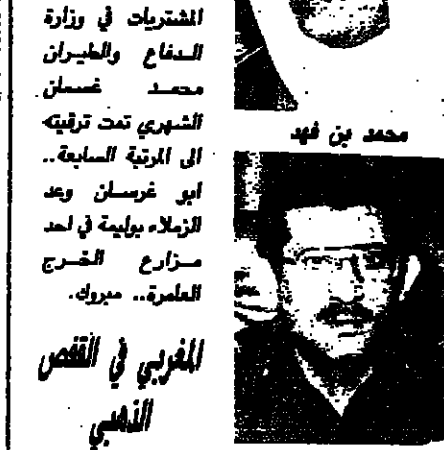 المشتريات في وزارة
الدفاع والطيران
محمد غسمان
الشهري تمت ترقيته
الى المرتبة السابعة..
ابو غرسان وعد
الزملاء بوليمة في احد
مزارع الخرج
العامرة.. مبروك.
المغربي في القفص
الذهبي
محمد بن فهد